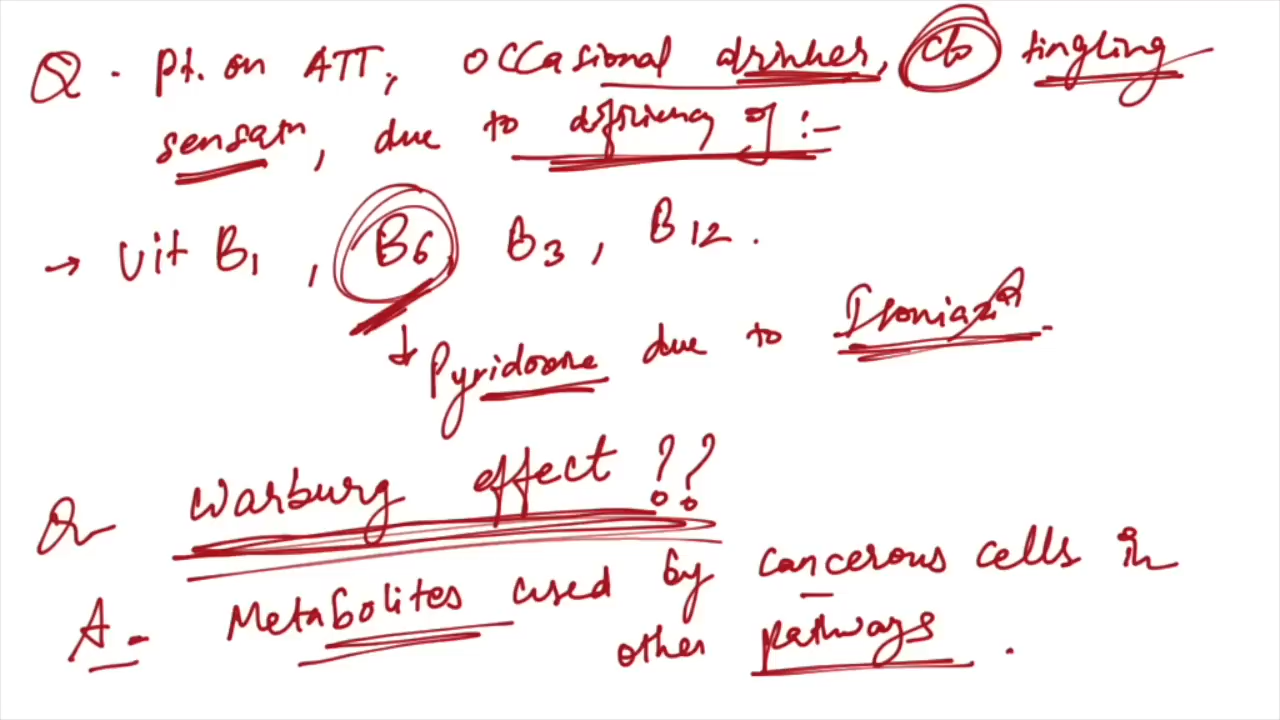 Q. Pt. on ATT, occasional drinker, c/o tingling
sensatn, due to deficiency of :-
→ Vit B1, B6 B3, B12.
↓ Pyridoxine due to Isoniazid.
Q Warburg effect ??
A - Metabolites used by cancerous cells in
other pathways.